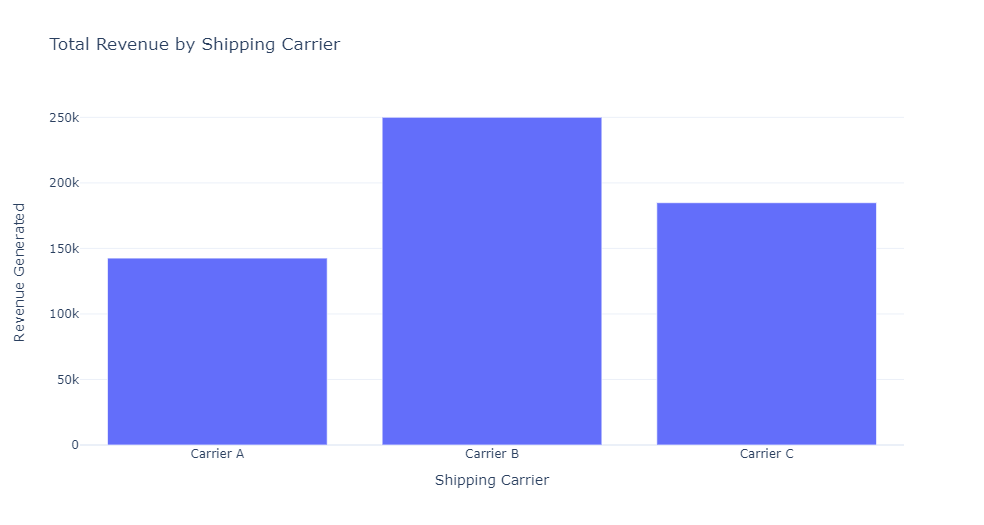 Total Revenue by Shipping Carrier
250k
200k
150k
100k
50k
0
Revenue Generated
Carrier A
Carrier B
Carrier C
Shipping Carrier